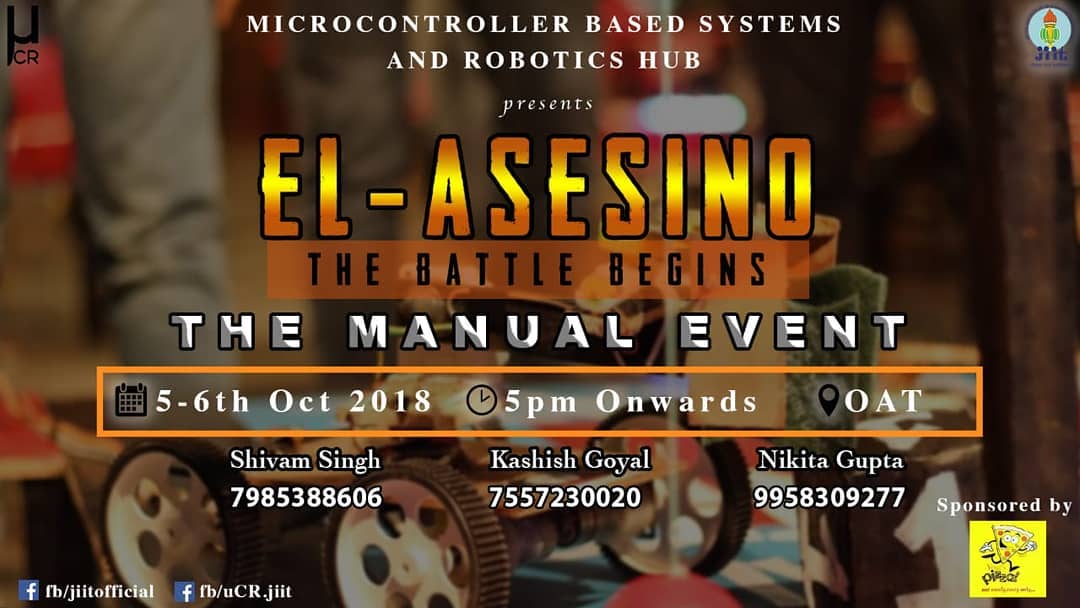 µCR
MICROCONTROLLER BASED SYSTEMS
AND ROBOTICS HUB
jiit
presents
EL-ASESINO
THE BATTLE BEGINS
THE MANUAL EVENT
5-6th Oct 2018 5pm Onwards OAT
Shivam Singh Kashish Goyal Nikita Gupta
7985388606 7557230020 9958309277
Sponsored by
pizza!
fb/jiitofficial fb/uCR.jiit